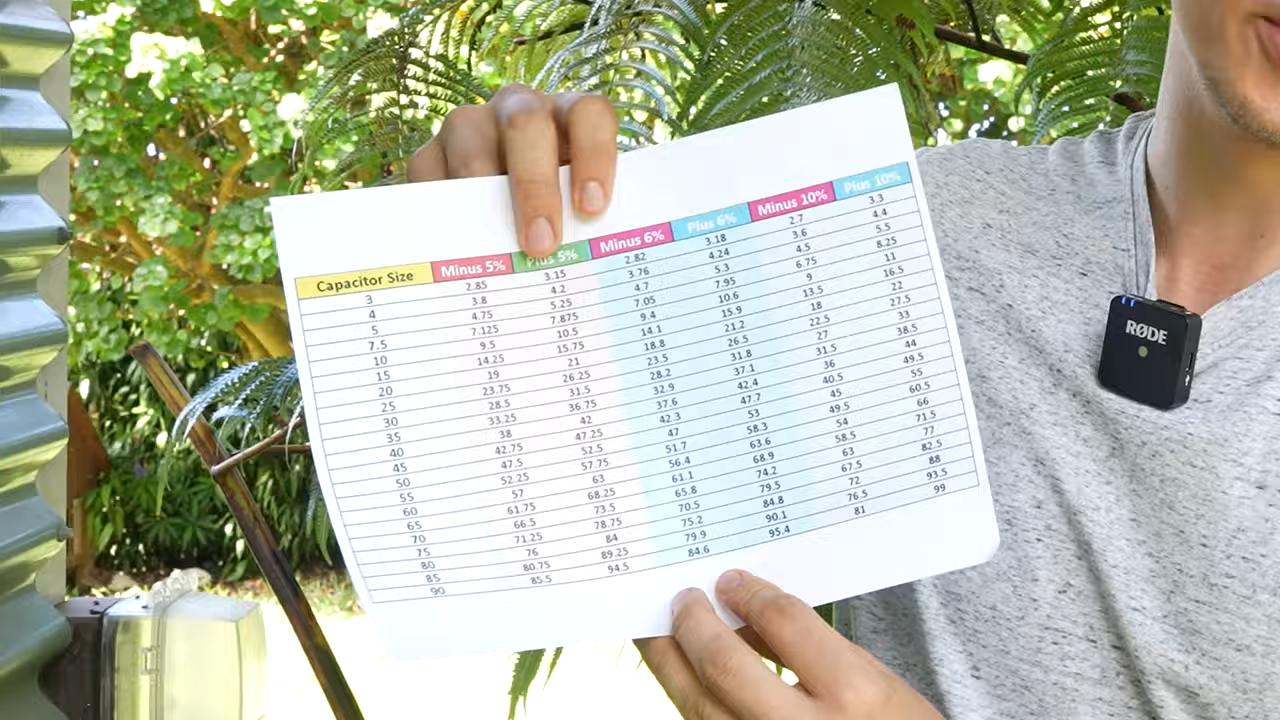 Capacitor Size Minus 5% Plus 5% Minus 6% Plus 6% Minus 10% Plus 10%
3 2.85 3.15 2.82 3.18 2.7 3.3
4 3.8 4.2 3.76 4.24 3.6 4.4
5 4.75 5.25 4.7 5.3 4.5 5.5
7.5 7.125 7.875 7.05 7.95 6.75 8.25
10 9.5 10.5 9.4 10.6 9 11
15 14.25 15.75 14.1 15.9 13.5 16.5
20 19 21 18.8 21.2 18 22
25 23.75 26.25 23.5 26.5 22.5 27.5
30 28.5 31.5 28.2 31.8 27 33
35 33.25 36.75 32.9 37.1 31.5 38.5
40 38 42 37.6 42.4 36 44
45 42.75 47.25 42.3 47.7 40.5 49.5
50 47.5 52.5 47 53 45 55
55 52.25 57.75 51.7 58.3 49.5 60.5
60 57 63 56.4 63.6 54 66
65 61.75 68.25 61.1 68.9 58.5 71.5
70 66.5 73.5 65.8 74.2 63 77
75 71.25 78.75 70.5 79.5 67.5 82.5
80 76 84 75.2 84.8 72 88
85 80.75 89.25 79.9 90.1 76.5 93.5
90 85.5 94.5 84.6 95.4 81 99
RØDE